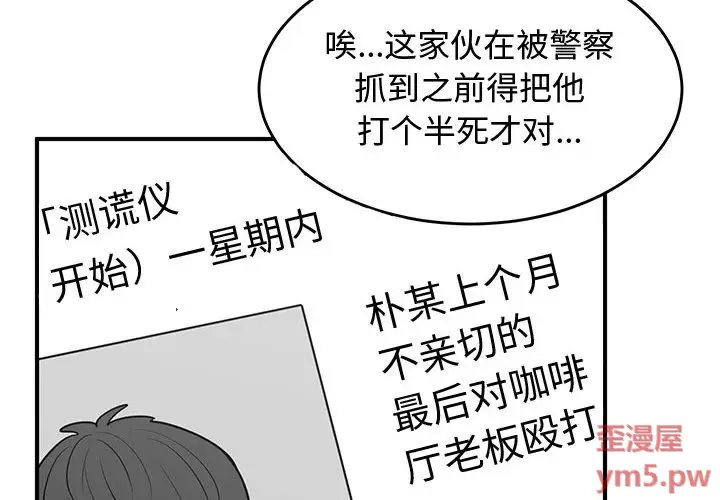 唉...这家伙在被警察
抓到之前得把他
打个半死才对...
「测谎仪
开始）一星期内
朴某上个月
不亲切的
最后对咖啡
厅老板殴打
歪漫屋
ym5.pw